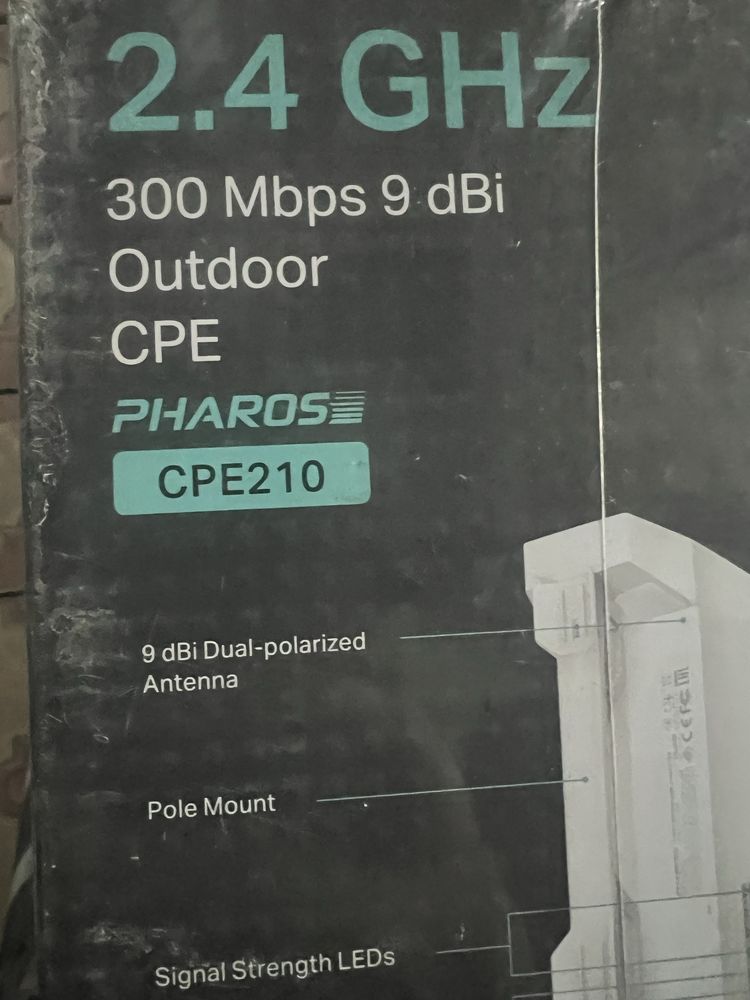 2.4 GHz
300 Mbps 9 dBi
Outdoor
CPE
PHAROS
CPE210
9 dBi Dual-polarized
Antenna
Pole Mount
Signal Strength LEDs